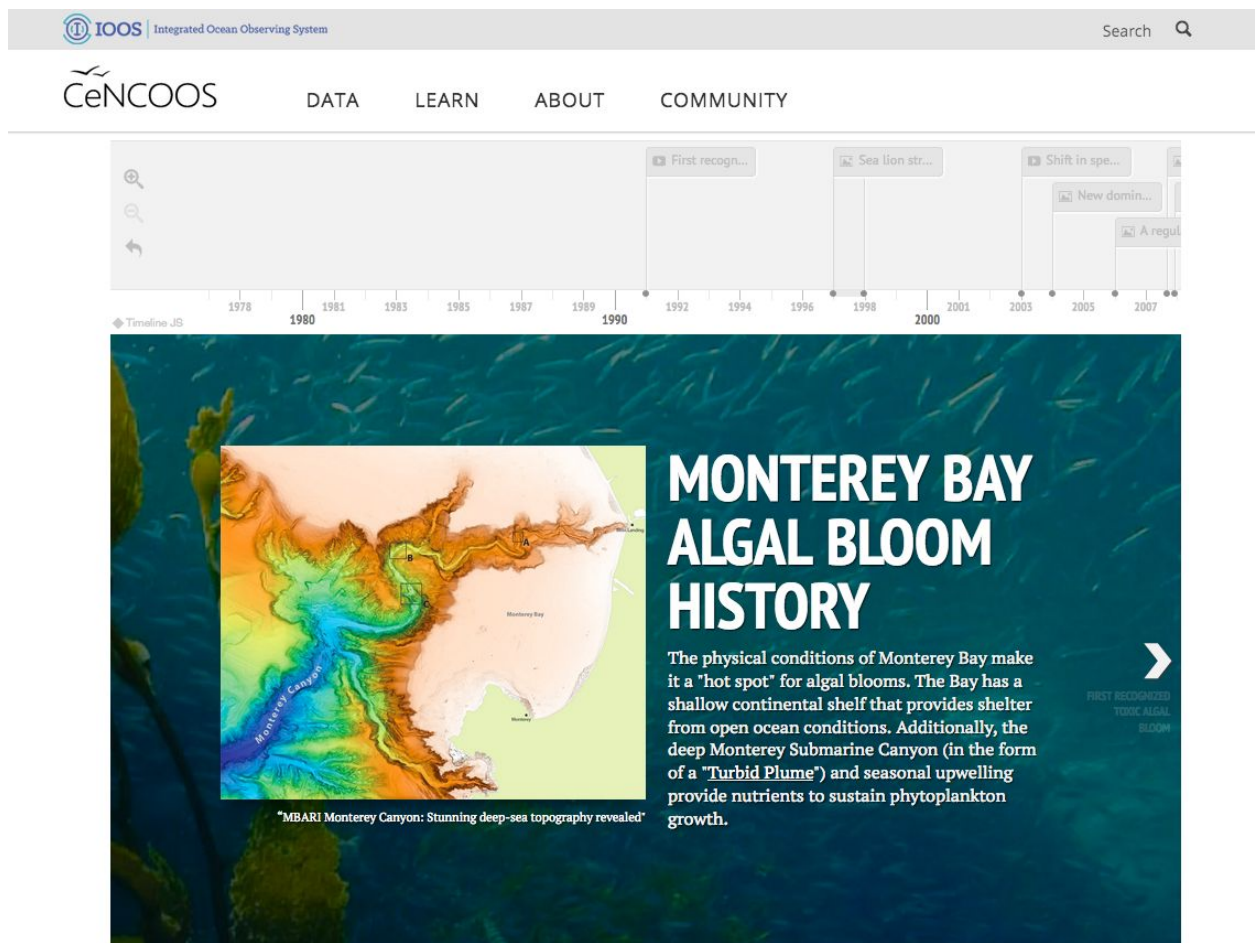 IOOS Integrated Ocean Observing System
Search
CeNCOOS
DATA LEARN ABOUT COMMUNITY
First recogn...
Sea lion str...
Shift in spe...
New domin...
A regul
1978 1981 1983 1985 1987 1989 1992 1994 1996 1998 2001 2003 2005 2007
1980 1990 2000
Timeline JS
MONTEREY BAY
ALGAL BLOOM
HISTORY
The physical conditions of Monterey Bay make
it a "hot spot" for algal blooms. The Bay has a
shallow continental shelf that provides shelter
from open ocean conditions. Additionally, the
deep Monterey Submarine Canyon (in the form
of a "Turbid Plume") and seasonal upwelling
provide nutrients to sustain phytoplankton
growth.
A
B
C
Monterey Bay
Monterey Canyon
Monterey
"MBARI Monterey Canyon: Stunning deep-sea topography revealed"
FIRST RECOGNIZED
TOXIC ALGAL
BLOOM